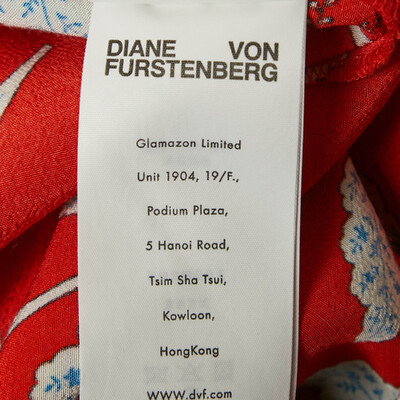 DIANE VON
FURSTENBERG
Glamazon Limited
Unit 1904, 19/F.,
Podium Plaza,
5 Hanoi Road,
Tsim Sha Tsui,
Kowloon,
HongKong
www.dvf.com